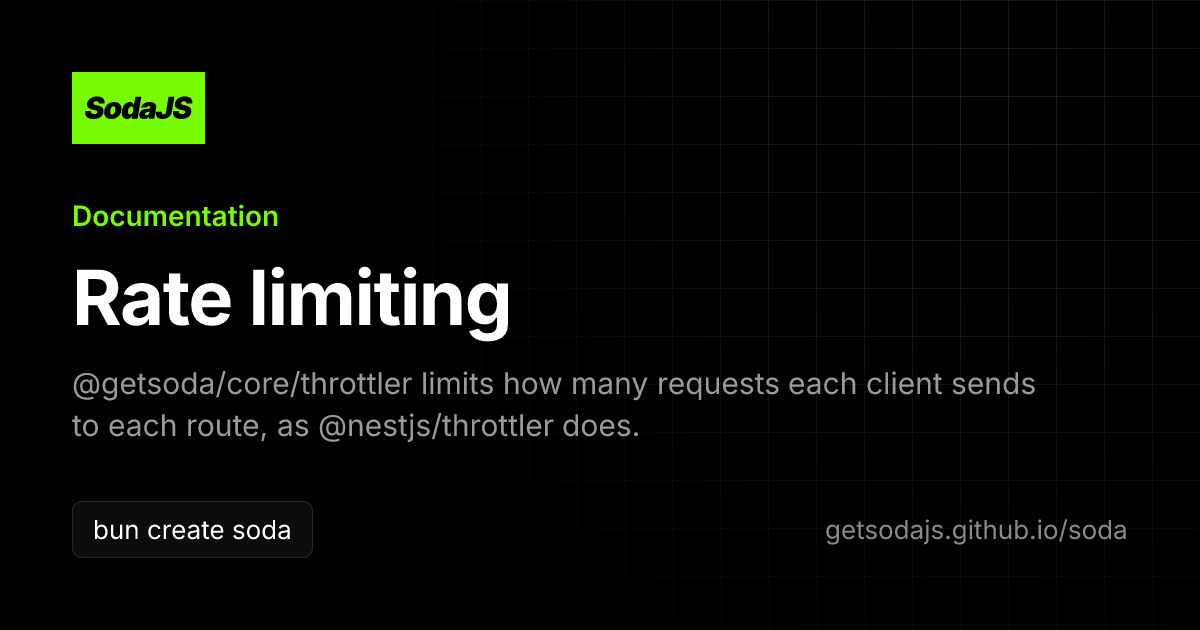 SodaJS
Documentation
Rate limiting
@getsoda/core/throttler limits how many requests each client sends
to each route, as @nestjs/throttler does.
bun create soda
getsodajs.github.io/soda